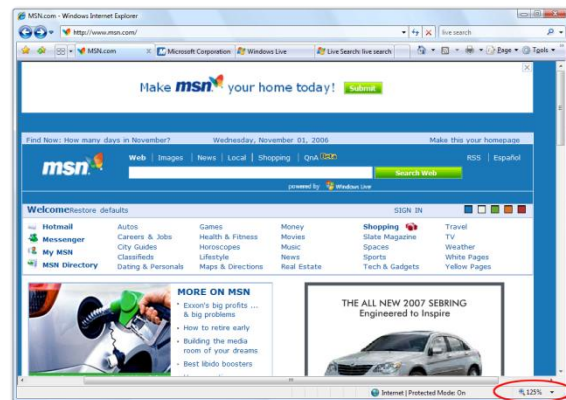 MSN.com - Windows Internet Explorer
http://www.msn.com/
live search
MSN.com
Microsoft Corporation
Windows Live
Live Search: live search
Page
Tools
Make msn your home today! Submit
Find Now: How many days in November? Wednesday, November 01, 2006 Make this your homepage
msn
Web | Images | News | Local | Shopping | QnA Beta
RSS | Español
Search Web
powered by Windows Live
Welcome Restore defaults SIGN IN
Hotmail Autos Games Money Shopping Travel
Messenger Careers & Jobs Health & Fitness Movies Slate Magazine TV
My MSN City Guides Horoscopes Music Spaces Weather
Classifieds Lifestyle News Sports White Pages
MSN Directory Dating & Personals Maps & Directions Real Estate Tech & Gadgets Yellow Pages
MORE ON MSN
Exxon's big profits ...
& big problems
How to retire early
Building the media
room of your dreams
Best libido boosters
THE ALL NEW 2007 SEBRING
Engineered to
Inspire
Internet | Protected Mode: On
125%